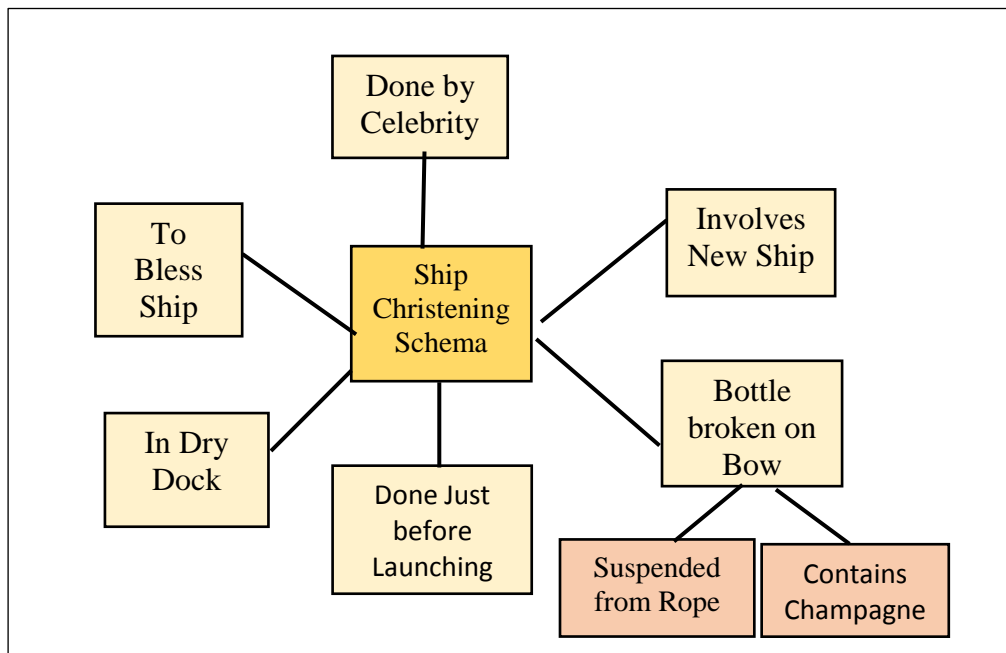 Done by
Celebrity
To
Bless
Ship
Involves
New Ship
Ship
Christening
Schema
In Dry
Dock
Done Just
before
Launching
Bottle
broken on
Bow
Suspended
from Rope
Contains
Champagne